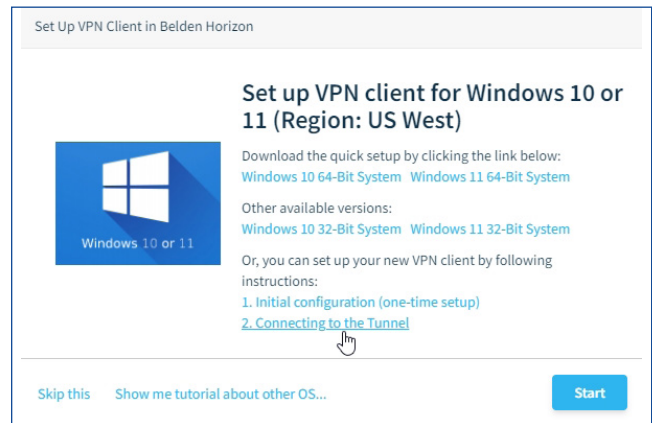 Set Up VPN Client in Belden Horizon
Set up VPN client for Windows 10 or
11 (Region: US West)
Download the quick setup by clicking the link below:
Windows 10 64-Bit System Windows 11 64-Bit System
Other available versions:
Windows 10 32-Bit System Windows 11 32-Bit System
Windows 10 or 11
Or, you can set up your new VPN client by following
instructions:
1. Initial configuration (one-time setup)
2. Connecting to the Tunnel
Skip this Show me tutorial about other OS... Start